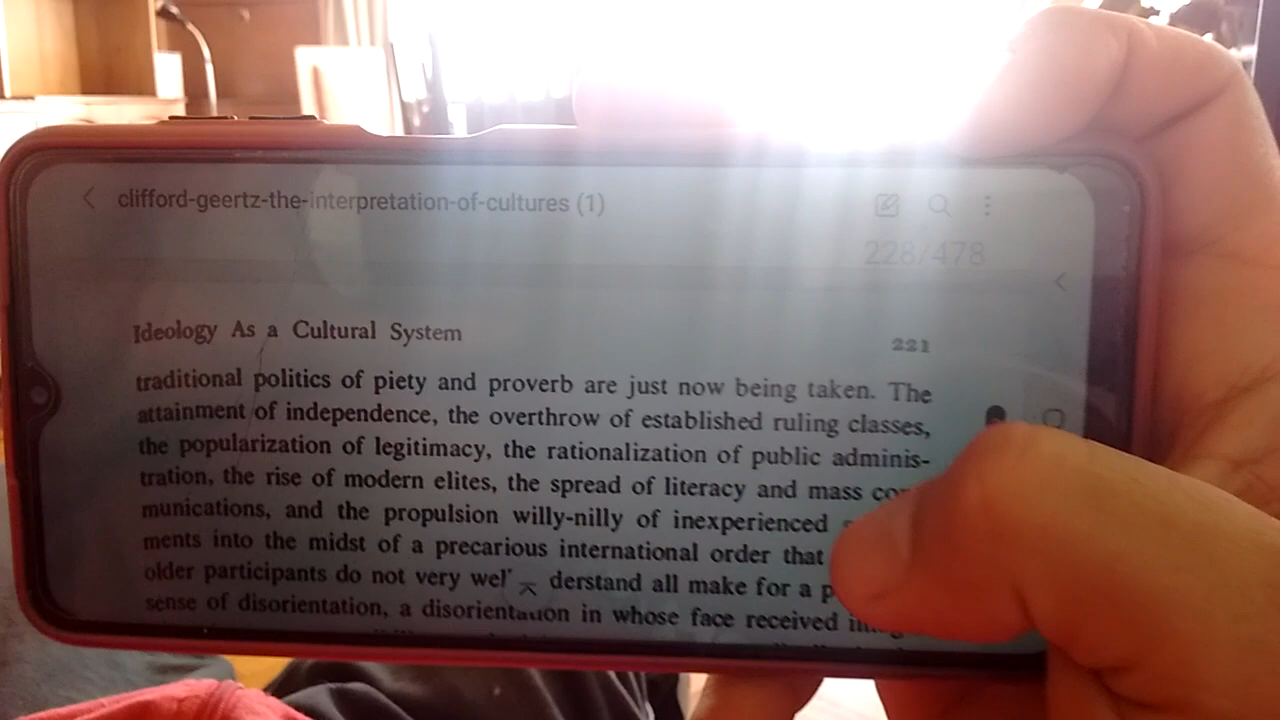 clifford-geertz-the-interpretation-of-cultures (1)
228/478
Ideology As a Cultural System
221
traditional politics of piety and proverb are just now being taken. The
attainment of independence, the overthrow of established ruling classes,
the popularization of legitimacy, the rationalization of public adminis-
tration, the rise of modern elites, the spread of literacy and mass
munications, and the propulsion willy-nilly of inexperienced
ments into the midst of a precarious international order that
older participants do not very derstand all make for a
sense of disorientation, a disorientation in whose face received